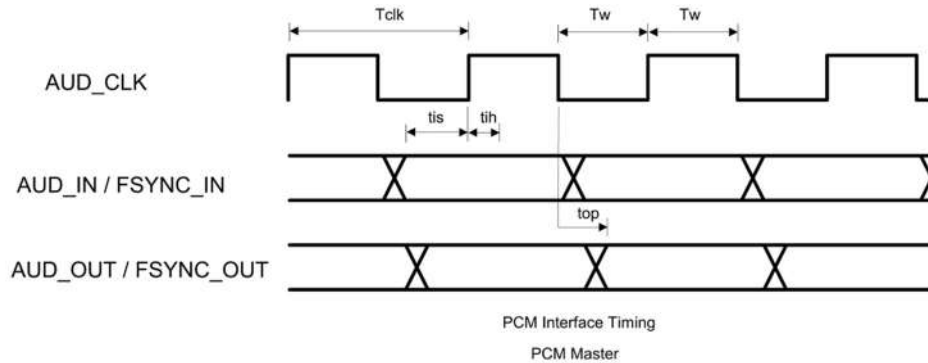 Tclk Tw Tw
AUD_CLK
tis tih
AUD_IN / FSYNC_IN
top
AUD_OUT / FSYNC_OUT
PCM Interface Timing
PCM Master